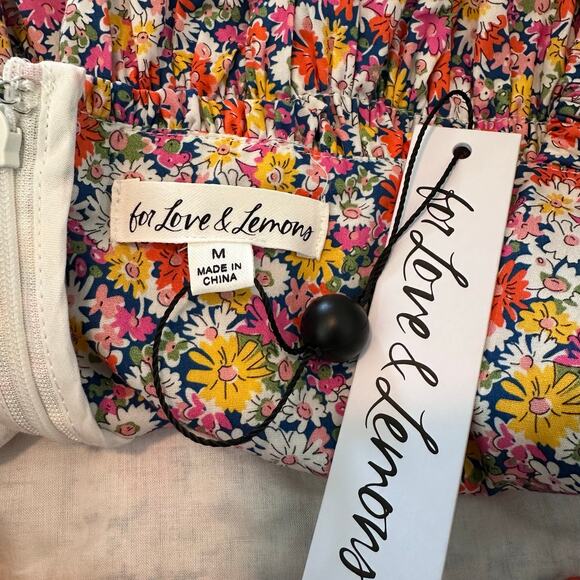 for Love & Lemons
M
MADE IN
CHINA
for Love & Lemons